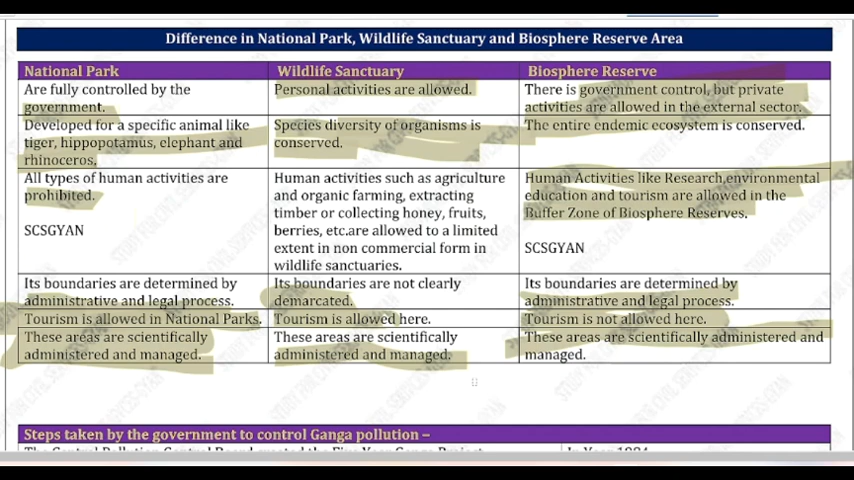 Difference in National Park, Wildlife Sanctuary and Biosphere Reserve Area
National Park
Wildlife Sanctuary
Biosphere Reserve
Are fully controlled by the
government.
Personal activities are allowed.
There is government control, but private
activities are allowed in the external sector.
Developed for a specific animal like
tiger, hippopotamus, elephant and
rhinoceros.
Species diversity of organisms is
conserved.
The entire endemic ecosystem is conserved.
All types of human activities are
prohibited.
SCSGYAN
Human activities such as agriculture
and organic farming, extracting
timber or collecting honey, fruits,
berries, etc.are allowed to a limited
extent in non commercial form in
wildlife sanctuaries.
Human Activities like Research,environmental
education and tourism are allowed in the
Buffer Zone of Biosphere Reserves.
SCSGYAN
Its boundaries are determined by
administrative and legal process.
Its boundaries are not clearly
demarcated.
Its boundaries are determined by
administrative and legal process.
Tourism is allowed in National Parks.
Tourism is allowed here.
Tourism is not allowed here.
These areas are scientifically
administered and managed.
These areas are scientifically
administered and managed.
These areas are scientifically administered and
managed.
Steps taken by the government to control Ganga pollution –